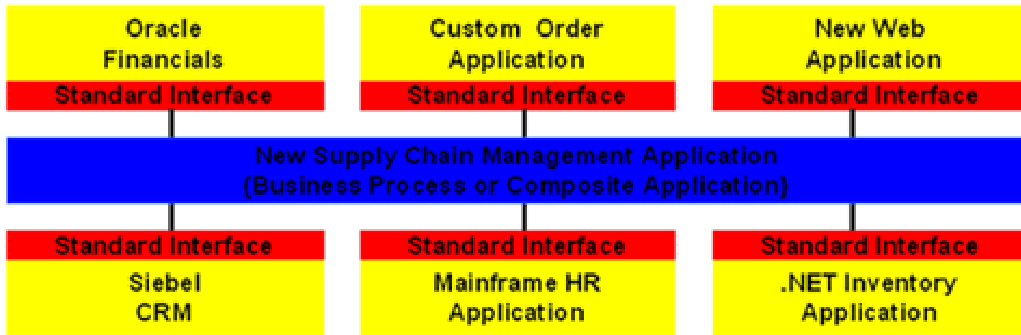 Oracle
Financials
Standard Interface
Custom Order
Application
Standard Interface
New Web
Application
Standard Interface
New Supply Chain Management Application
(Business Process or Composite Application)
Standard Interface
Siebel
CRM
Standard Interface
Mainframe HR
Application
Standard Interface
.NET Inventory
Application